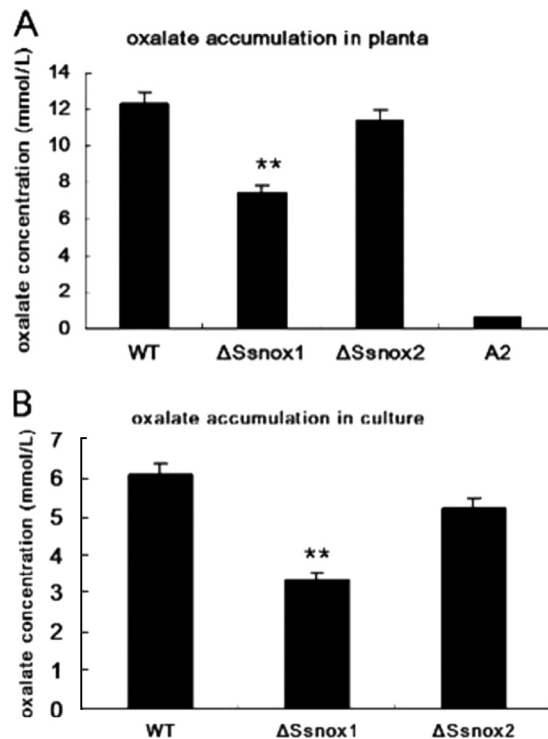 A
oxalate accumulation in planta
oxalate concentration (mmol/L)
14
12
10
8
6
4
2
0
**
WT ΔSsnox1 ΔSsnox2 A2
B
oxalate accumulation in culture
oxalate concentration (mmol/L)
7
6
5
4
3
2
1
0
**
WT ΔSsnox1 ΔSsnox2